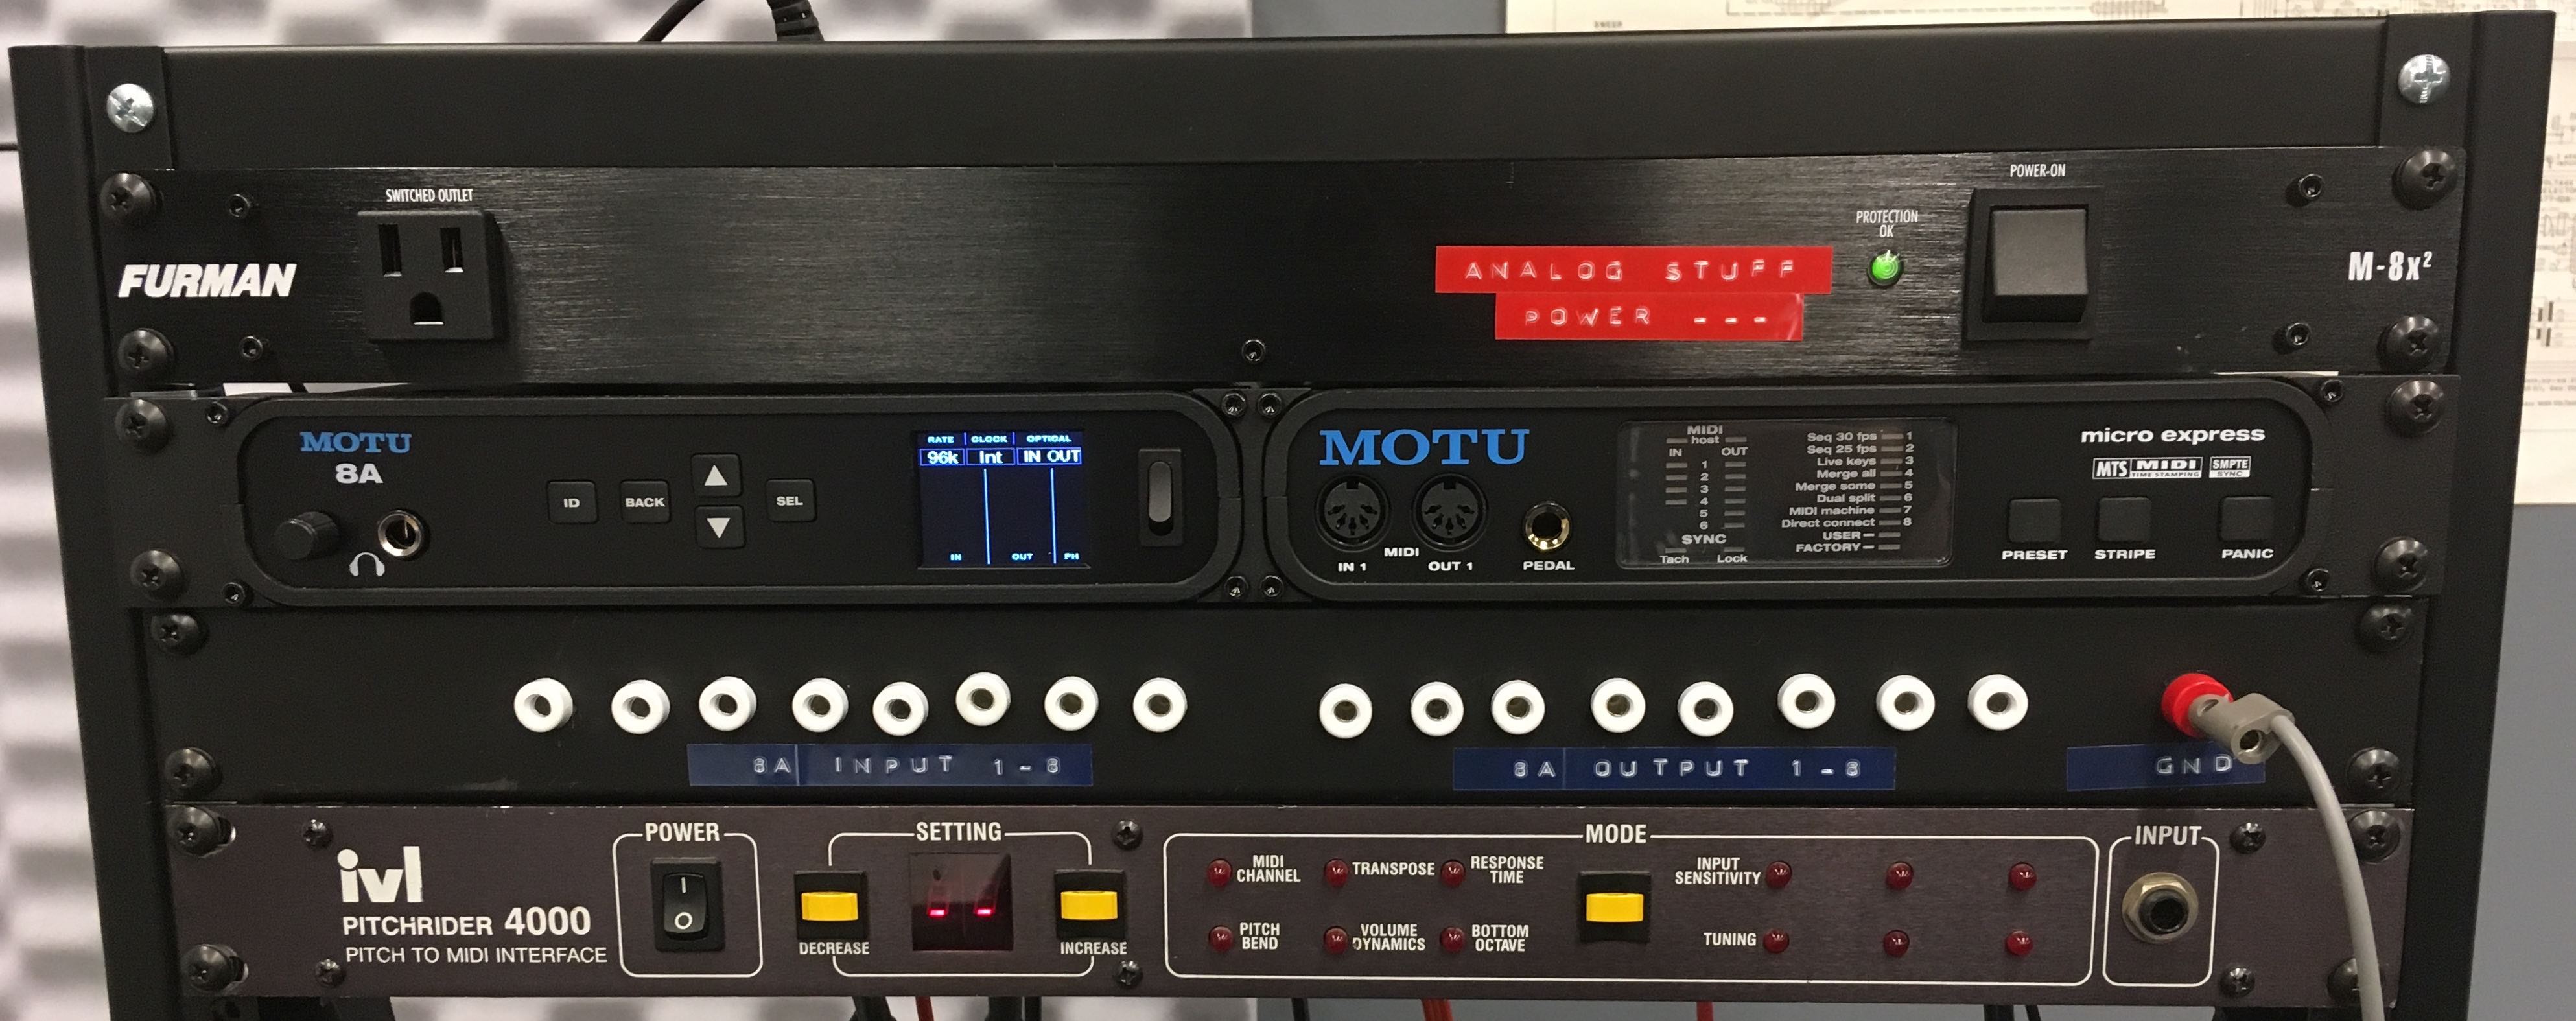 SWITCHED OUTLET
FURMAN
ANALOG STUFF
POWER ---
PROTECTION
OK
POWER-ON
M-8x²
MOTU
8A
ID
BACK
SEL
RATE CLOCK OPTICAL
96k Int IN OUT
IN OUT PH
MOTU
MIDI
IN 1
OUT 1
PEDAL
MIDI
host
IN OUT
1
2
3
4
5
6
SYNC
Tach Lock
Seq 30 fps 1
Seq 25 fps 2
Live keys 3
Merge all 4
Merge some 5
Dual split 6
MIDI machine 7
Direct connect 8
USER
FACTORY
micro express
MTS MIDI
TIME STAMPING
SMPTE
SYNC
PRESET
STRIPE
PANIC
8A INPUT 1-8
8A OUTPUT 1-8
GND
ivl
PITCHRIDER 4000
PITCH TO MIDI INTERFACE
POWER
SETTING
DECREASE
INCREASE
MODE
MIDI
CHANNEL
TRANSPOSE
RESPONSE
TIME
PITCH
BEND
VOLUME
DYNAMICS
BOTTOM
OCTAVE
INPUT
SENSITIVITY
TUNING
INPUT